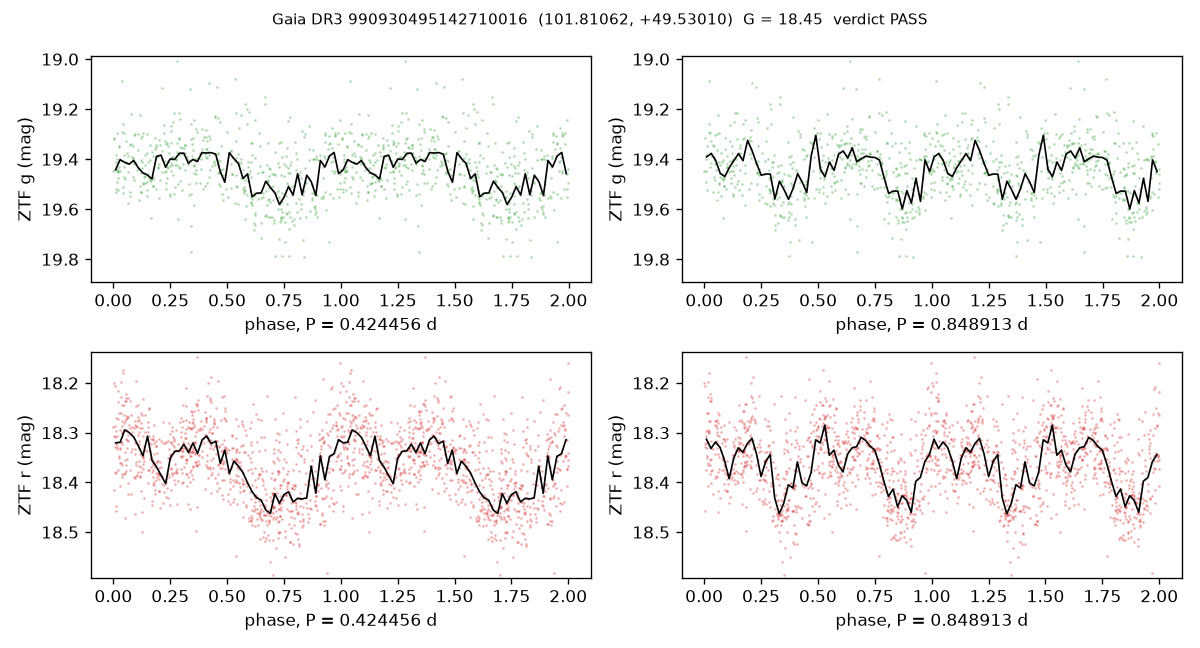 Gaia DR3 990930495142710016  (101.81062, +49.53010)  G = 18.45  verdict PASS
ZTF g (mag)
19.0
19.2
19.4
19.6
19.8
0.00 0.25 0.50 0.75 1.00 1.25 1.50 1.75 2.00
phase, P = 0.424456 d
ZTF g (mag)
19.0
19.2
19.4
19.6
19.8
0.00 0.25 0.50 0.75 1.00 1.25 1.50 1.75 2.00
phase, P = 0.848913 d
ZTF r (mag)
18.2
18.3
18.4
18.5
0.00 0.25 0.50 0.75 1.00 1.25 1.50 1.75 2.00
phase, P = 0.424456 d
ZTF r (mag)
18.2
18.3
18.4
18.5
0.00 0.25 0.50 0.75 1.00 1.25 1.50 1.75 2.00
phase, P = 0.848913 d